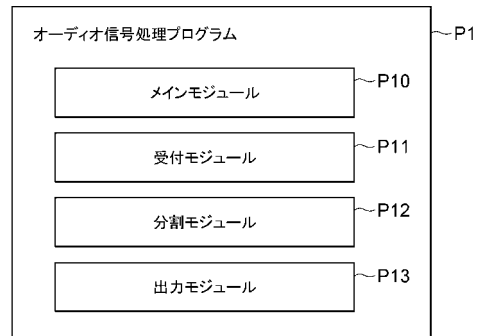 オーディオ信号処理プログラム
P1
メインモジュール
P10
受付モジュール
P11
分割モジュール
P12
出力モジュール
P13